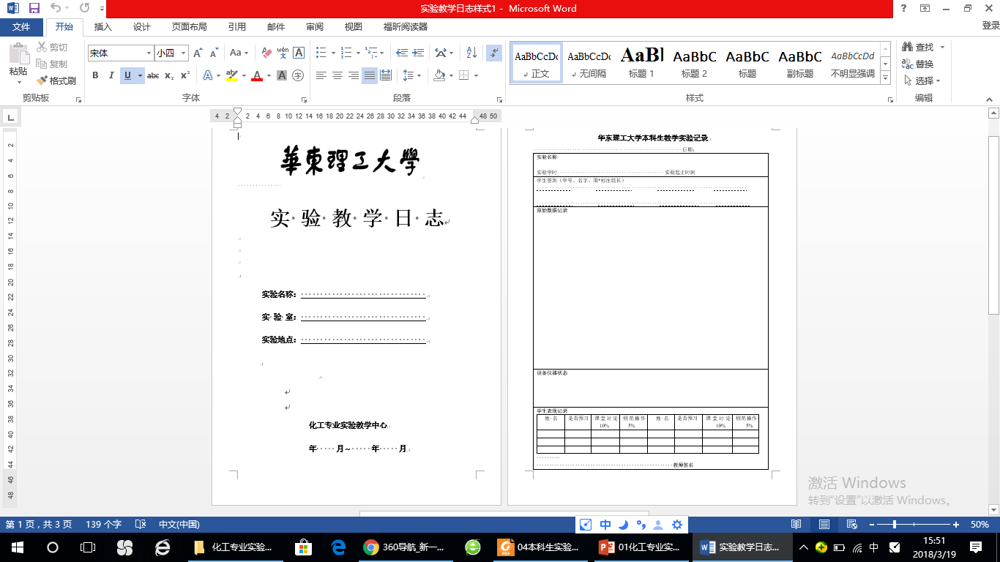 实验教学日志样式1 - Microsoft Word
文件 开始 插入 设计 页面布局 引用 邮件 审阅 视图 福昕阅读器 登录
粘贴 剪切 复制 格式刷
宋体 小四 Aa wén A
B I U abc x₂ x² A ab A A 字
AaBbCcDc AaBbCcDc AaBl AaBbC AaBbC AaBbC AaBbCcDd
正文 无间隔 标题 1 标题 2 标题 副标题 不明显强调
查找 替换 选择
剪贴板 字体 段落 样式 编辑
4 2 2 4 6 8 10 12 14 16 18 20 22 24 26 28 30 32 34 36 38 40 42 44 48 50
2 4 6 8 10 12 14 16 18 20 22 24 26 28 30 32 34 36 38 40 42 44 46 48
華東理工大學
实 验 教 学 日 志
实验名称:
实 验 室:
实验地点:
化工专业实验教学中心
年 月~ 年 月
华东理工大学本科生教学实验记录
日期:
实验名称
实验学时 实验起止时间
学生签到(学号、名字、用*标注组长)
原始数据记录
设备仪器状态
学生表现记录
姓 名 是否预习 课堂讨论 10% 规范操作 5% 姓 名 是否预习 课堂讨论 10% 规范操作 5%
教师签名
激活 Windows
转到"设置"以激活 Windows。
第 1 页，共 3 页 139 个字 中文(中国) 中 50%
化工专业实验... 360导航_新一... 04本科生实验... 01化工专业实... 实验教学日志... 中 15:51
2018/3/19